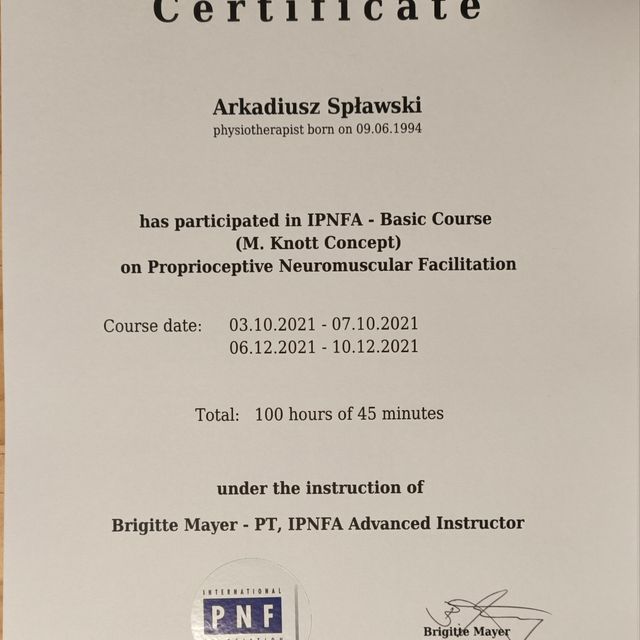 Certificate
Arkadiusz Spławski
physiotherapist born on 09.06.1994
has participated in IPNFA - Basic Course
(M. Knott Concept)
on Proprioceptive Neuromuscular Facilitation
Course date: 03.10.2021 - 07.10.2021
06.12.2021 - 10.12.2021
Total: 100 hours of 45 minutes
under the instruction of
Brigitte Mayer - PT, IPNFA Advanced Instructor
INTERNATIONAL
PNF
Brigitte Mayer